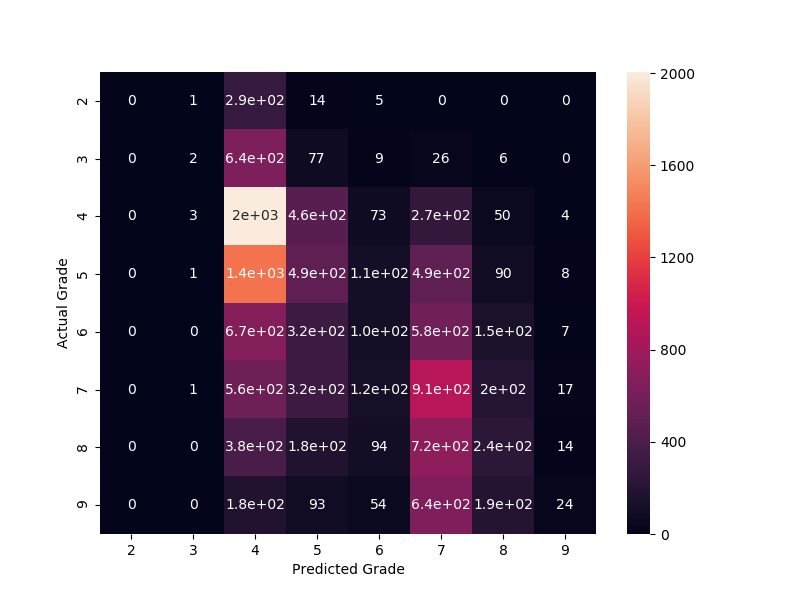 2 0 1 2.9e+02 14 5 0 0 0
3 0 2 6.4e+02 77 9 26 6 0
4 0 3 2e+03 4.6e+02 73 2.7e+02 50 4
5 0 1 1.4e+03 4.9e+02 1.1e+02 4.9e+02 90 8
6 0 0 6.7e+02 3.2e+02 1.0e+02 5.8e+02 1.5e+02 7
7 0 1 5.6e+02 3.2e+02 1.2e+02 9.1e+02 2e+02 17
8 0 0 3.8e+02 1.8e+02 94 7.2e+02 2.4e+02 14
9 0 0 1.8e+02 93 54 6.4e+02 1.9e+02 24
2 3 4 5 6 7 8 9
Predicted Grade
Actual Grade
2000
1600
1200
800
400
0